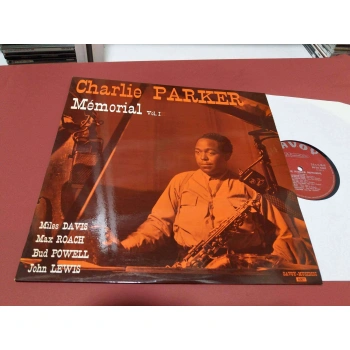 Charlie PARKER
Mémorial Vol. I
Miles DAVIS
Max ROACH
Bud POWELL
John LEWIS
SAVOY